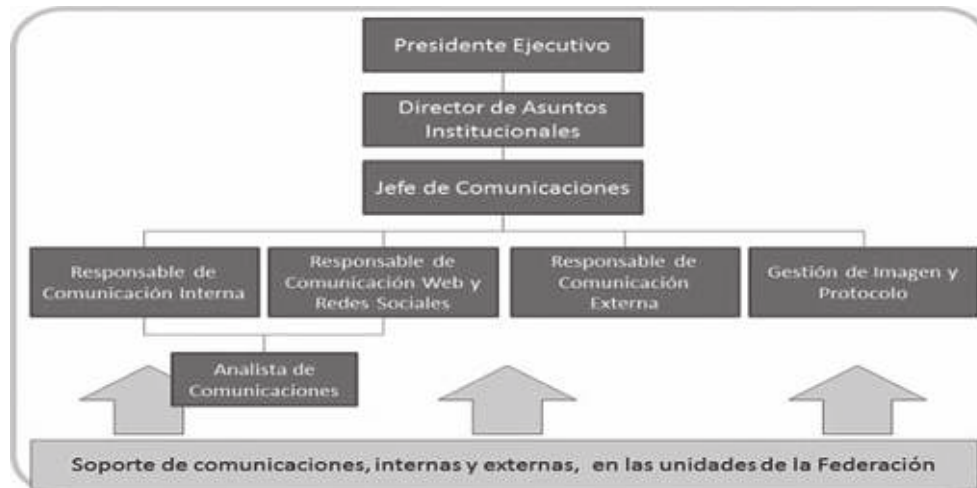 Presidente Ejecutivo
Director de Asuntos
Institucionales
Jefe de Comunicaciones
Responsable de
Comunicación Interna
Responsable de
Comunicación Web y
Redes Sociales
Responsable de
Comunicación
Externa
Gestión de Imagen y
Protocolo
Analista de
Comunicaciones
Soporte de comunicaciones, internas y externas, en las unidades de la Federación